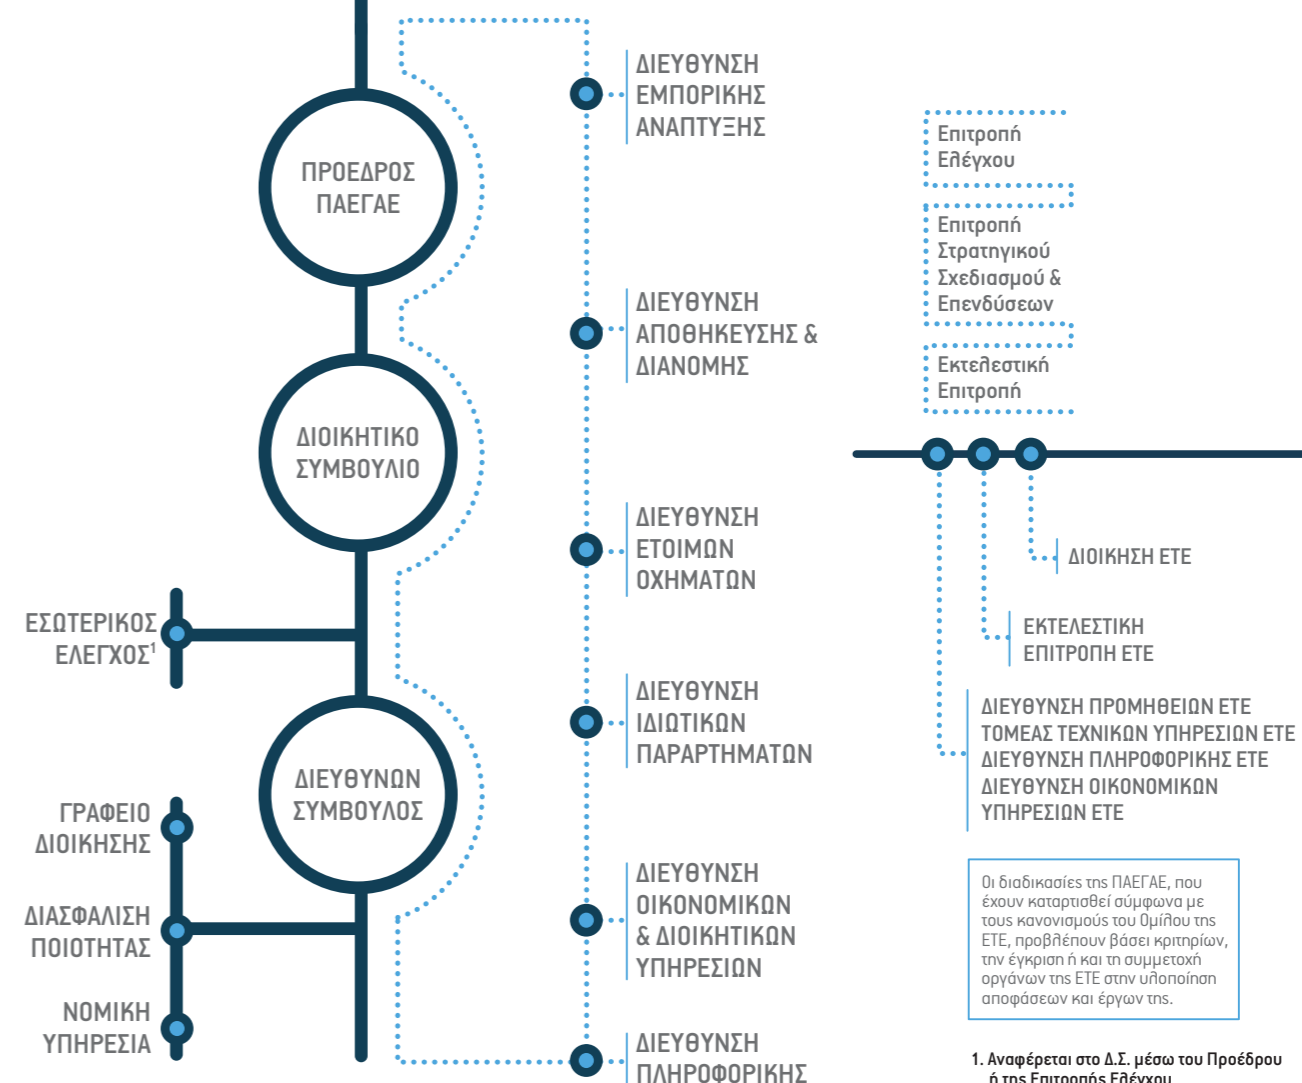 ΠΡΟΕΔΡΟΣ
ΠΑΕΓΑΕ
ΔΙΟΙΚΗΤΙΚΟ
ΣΥΜΒΟΥΛΙΟ
ΕΣΩΤΕΡΙΚΟΣ
ΕΛΕΓΧΟΣ¹
ΔΙΕΥΘΥΝΩΝ
ΣΥΜΒΟΥΛΟΣ
ΓΡΑΦΕΙΟ
ΔΙΟΙΚΗΣΗΣ
ΔΙΑΣΦΑΛΙΣΗ
ΠΟΙΟΤΗΤΑΣ
ΝΟΜΙΚΗ
ΥΠΗΡΕΣΙΑ
ΔΙΕΥΘΥΝΣΗ
ΕΜΠΟΡΙΚΗΣ
ΑΝΑΠΤΥΞΗΣ
ΔΙΕΥΘΥΝΣΗ
ΑΠΟΘΗΚΕΥΣΗΣ &
ΔΙΑΝΟΜΗΣ
ΔΙΕΥΘΥΝΣΗ
ΕΤΟΙΜΩΝ
ΟΧΗΜΑΤΩΝ
ΔΙΕΥΘΥΝΣΗ
ΙΔΙΩΤΙΚΩΝ
ΠΑΡΑΡΤΗΜΑΤΩΝ
ΔΙΕΥΘΥΝΣΗ
ΟΙΚΟΝΟΜΙΚΩΝ
& ΔΙΟΙΚΗΤΙΚΩΝ
ΥΠΗΡΕΣΙΩΝ
ΔΙΕΥΘΥΝΣΗ
ΠΛΗΡΟΦΟΡΙΚΗΣ
Επιτροπή
Ελέγχου
Επιτροπή
Στρατηγικού
Σχεδιασμού &
Επενδύσεων
Εκτελεστική
Επιτροπή
ΔΙΟΙΚΗΣΗ ΕΤΕ
ΕΚΤΕΛΕΣΤΙΚΗ
ΕΠΙΤΡΟΠΗ ΕΤΕ
ΔΙΕΥΘΥΝΣΗ ΠΡΟΜΗΘΕΙΩΝ ΕΤΕ
ΤΟΜΕΑΣ ΤΕΧΝΙΚΩΝ ΥΠΗΡΕΣΙΩΝ ΕΤΕ
ΔΙΕΥΘΥΝΣΗ ΠΛΗΡΟΦΟΡΙΚΗΣ ΕΤΕ
ΔΙΕΥΘΥΝΣΗ ΟΙΚΟΝΟΜΙΚΩΝ
ΥΠΗΡΕΣΙΩΝ ΕΤΕ
Οι διαδικασίες της ΠΑΕΓΑΕ, που
έχουν καταρτισθεί σύμφωνα με
τους κανονισμούς του Ομίλου της
ΕΤΕ, προβλέπουν βάσει κριτηρίων,
την έγκριση ή και τη συμμετοχή
οργάνων της ΕΤΕ στην υλοποίηση
αποφάσεων και έργων της.
1. Αναφέρεται στο Δ.Σ. μέσω του Προέδρου
ή της Επιτροπής Ελέγχου